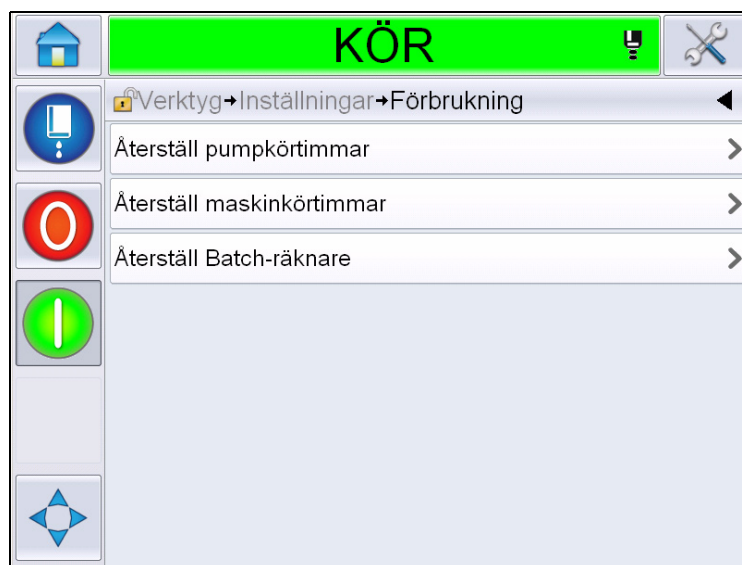 KÖR
Verktyg→Inställningar→Förbrukning
Återställ pumpkörtimmar
Återställ maskinkörtimmar
Återställ Batch-räknare